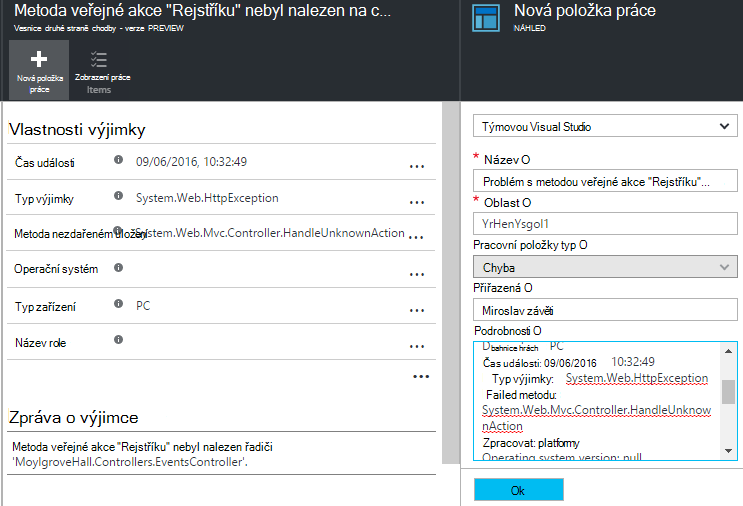 Metoda veřejné akce "Rejstříku" nebyl nalezen na c...
Vesnice druhé straně chodby - verze PREVIEW
Nová položka práce
Zobrazení práce Items
Vlastnosti výjimky
Čas události 09/06/2016, 10:32:49 ...
Typ výjimky System.Web.HttpException ...
Metoda nezdařeném uložení System.Web.Mvc.Controller.HandleUnknownAction ...
Operační systém ...
Typ zařízení PC ...
Název role ...
...
Zpráva o výjimce
Metoda veřejné akce "Rejstříku" nebyl nalezen řadiči
'MoylgroveHall.Controllers.EventsController'.
Nová položka práce
NÁHLED
Týmovou Visual Studio
* Název O
Problém s metodou veřejné akce "Rejstříku"...
* Oblast O
YrHenYsgol1
Pracovní položky typ O
Chyba
Přiřazená O
Miroslav závěti
Podrobnosti O
bahnice hrách PC
Čas události: 09/06/2016 10:32:49
Typ výjimky: System.Web.HttpException
Failed metodu:
System.Web.Mvc.Controller.HandleUnknow
nAction
Zpracovat: platformy
Operating system version: null
Ok